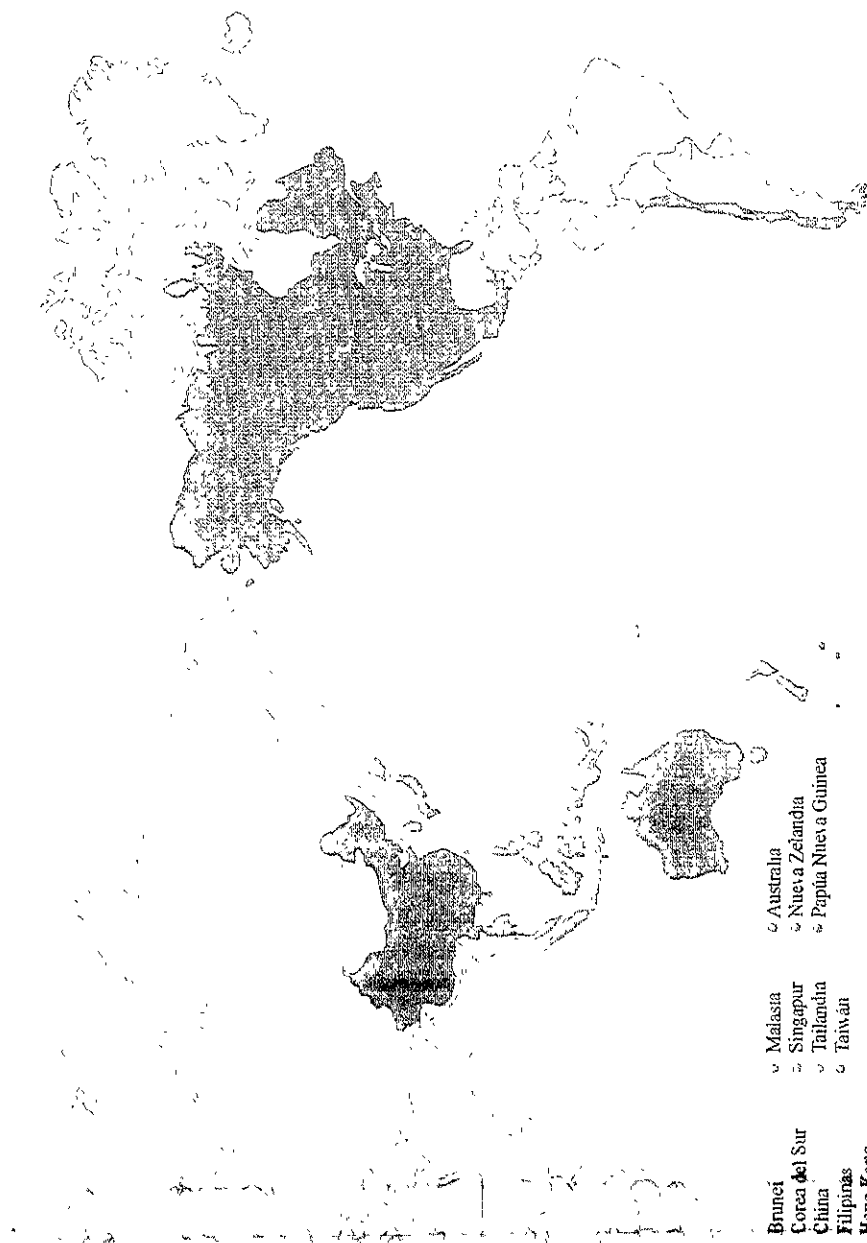 Brunei
Corea del Sur
China
Filipinas
Malasia
Singapur
Tailandia
Taiwán
Australia
Nueva Zelandia
Papúa Nueva Guinea